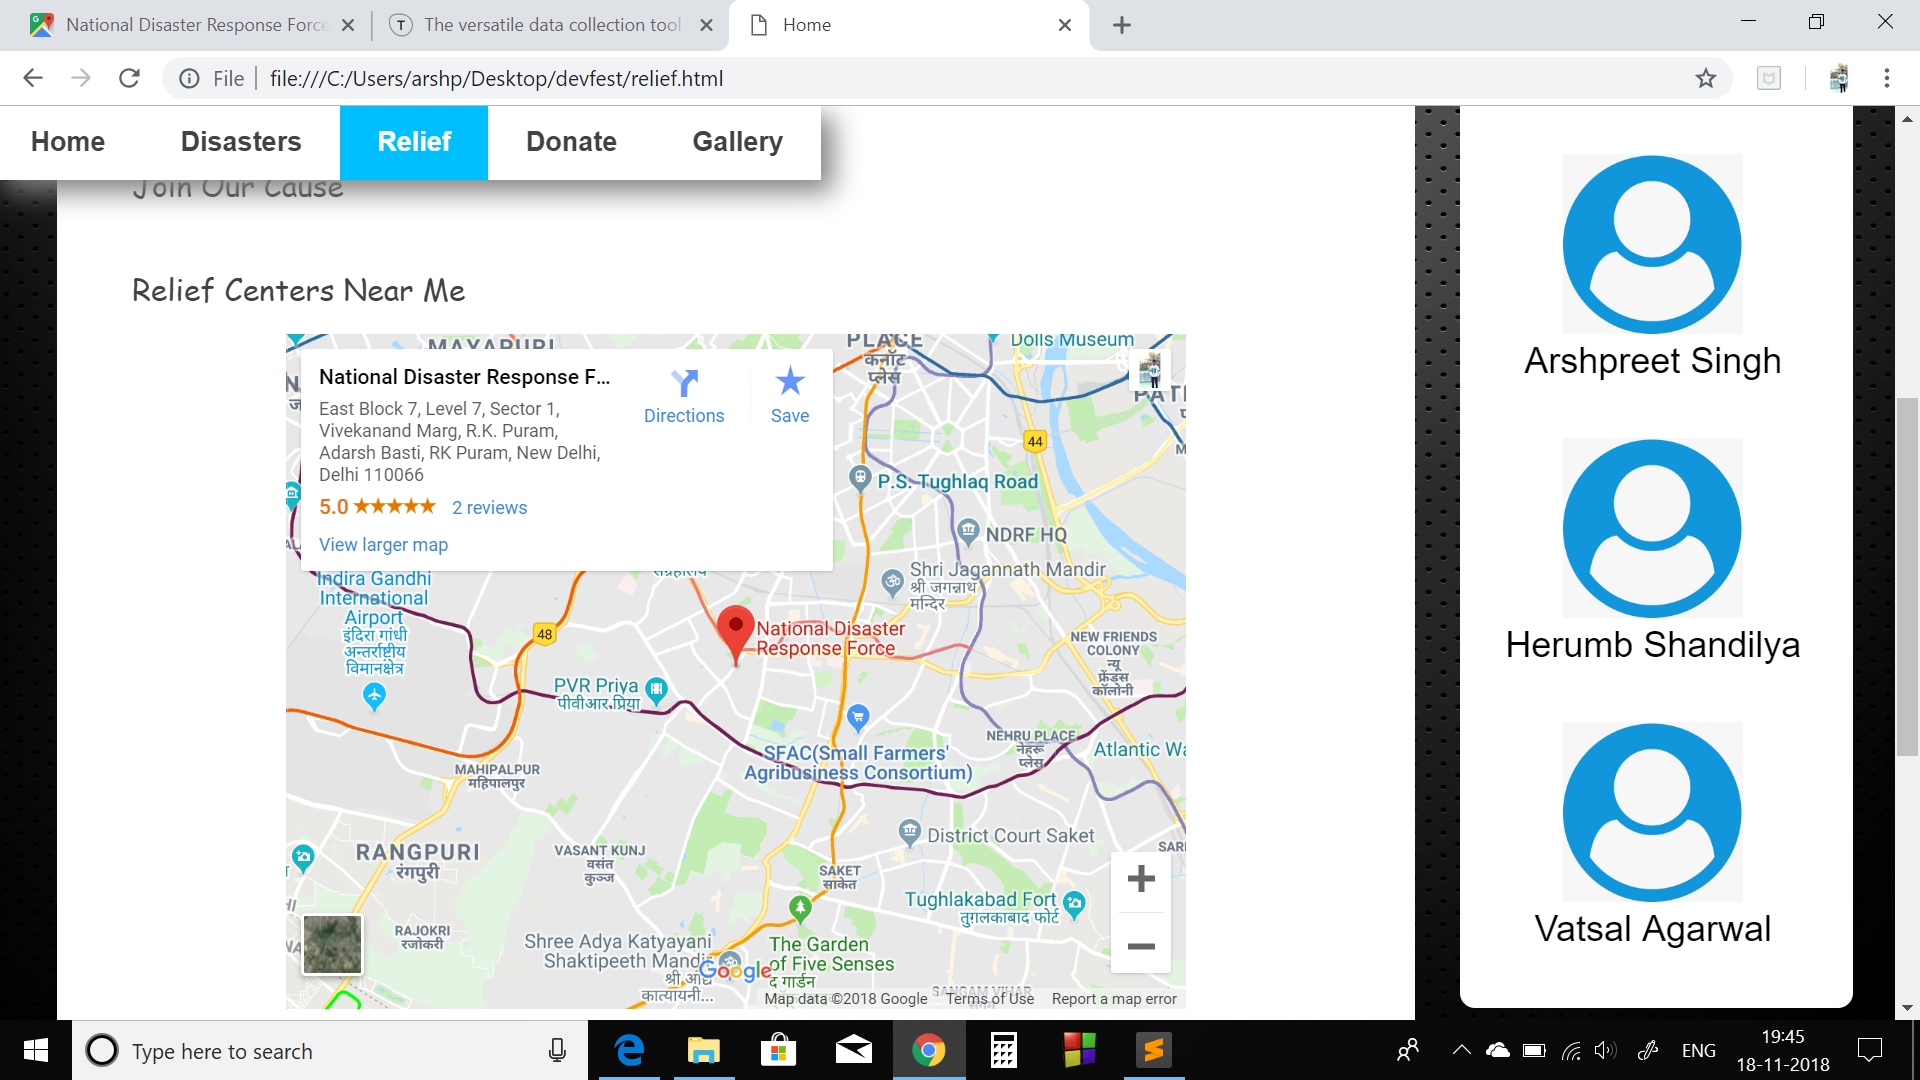 National Disaster Response Force
The versatile data collection tool
Home
File
file:///C:/Users/arshp/Desktop/devfest/relief.html
Home
Disasters
Relief
Donate
Gallery
Join Our Cause
Relief Centers Near Me
National Disaster Response F...
East Block 7, Level 7, Sector 1,
Vivekanand Marg, R.K. Puram,
Adarsh Basti, RK Puram, New Delhi,
Delhi 110066
5.0 ★★★★★ 2 reviews
View larger map
Directions
Save
MAYAPURI
PLACE
कनॉट
प्लेस
Dolls Museum
44
P.S. Tughlaq Road
NDRF HQ
Shri Jagannath Mandir
श्री जगन्नाथ
मन्दिर
संग्रहालय
Indira Gandhi
International
Airport
इंदिरा गांधी
अन्तर्राष्ट्रीय
विमानक्षेत्र
48
National Disaster
Response Force
NEW FRIENDS
COLONY
न्यू
फ्रेंड्स
कॉलोनी
PVR Priya
पीवीआर.प्रिया
NEHRU PLACE
नेहरू
प्लेस
SFAC(Small Farmers'
Agribusiness Consortium)
MAHIPALPUR
महिपालपुर
District Court Saket
RANGPURI
रंगपुरी
VASANT KUNJ
वसंत
कुञ्ज
SAKET
साकेत
Tughlakabad Fort
तुग़लकाबाद फोर्ट
RAJOKRI
रजोकरी
Shree Adya Katyayani
Shaktipeeth Mandir
श्री आद्य
कात्यायनी...
The Garden
of Five Senses
द गार्डन
Google
SANGAM VIHAR
Map data ©2018 Google
Terms of Use
Report a map error
Arshpreet Singh
Herumb Shandilya
Vatsal Agarwal
Type here to search
ENG
19:45
18-11-2018